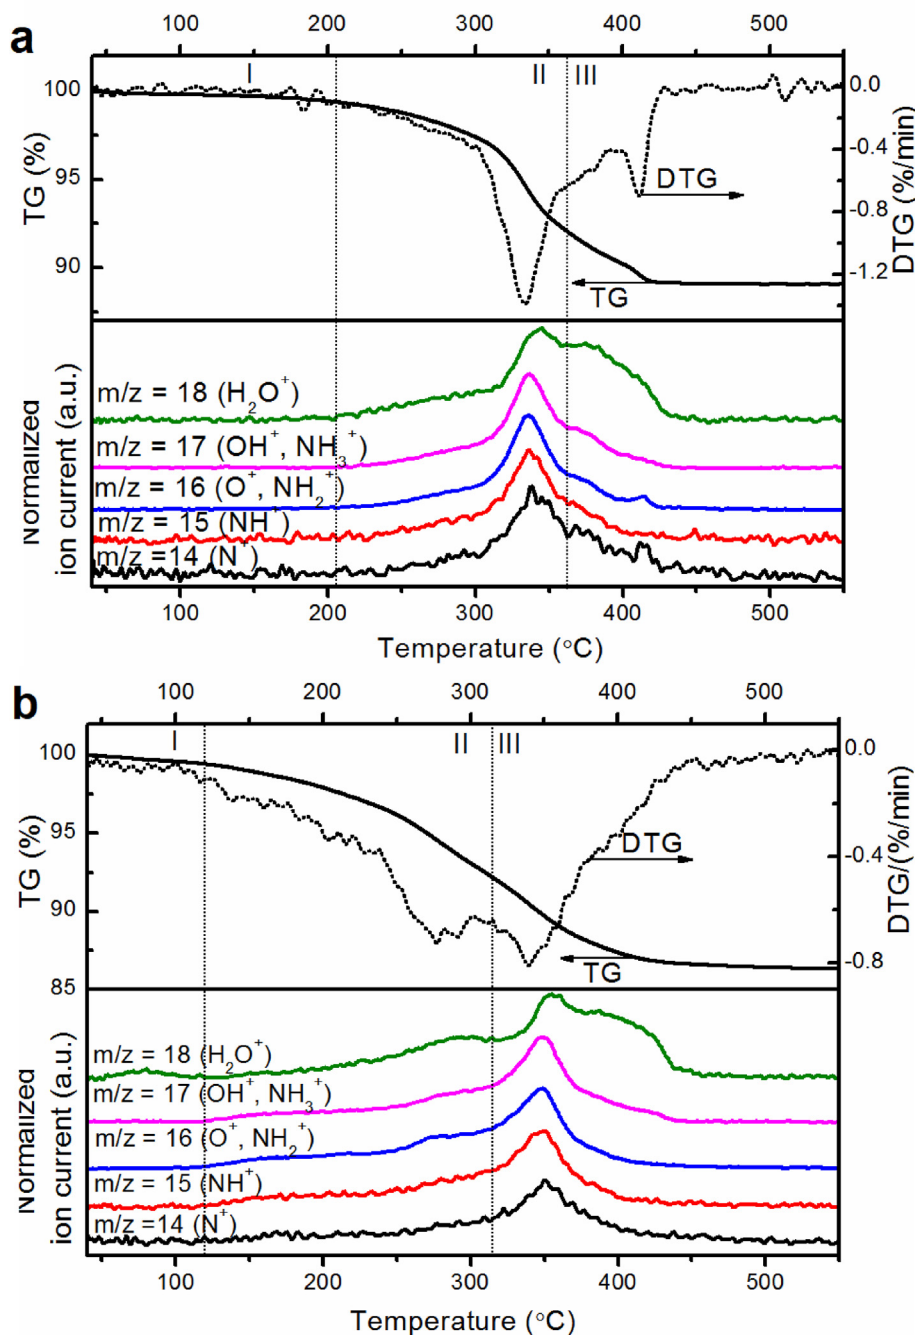 a
100 200 300 400 500
I II III
TG (%)
100
95
90
DTG
TG
0.0
-0.4
-0.8
-1.2
DTG (%/min)
Normalized
ion current (a.u.)
m/z = 18 (H₂O⁺)
m/z = 17 (OH⁺, NH₃⁺)
m/z = 16 (O⁺, NH₂⁺)
m/z = 15 (NH⁺)
m/z =14 (N⁺)
100 200 300 400 500
Temperature (°C)
b
100 200 300 400 500
I II III
TG (%)
100
95
90
85
DTG
TG
0.0
-0.4
-0.8
DTG/(%/min)
Normalized
ion current (a.u.)
m/z = 18 (H₂O⁺)
m/z = 17 (OH⁺, NH₃⁺)
m/z = 16 (O⁺, NH₂⁺)
m/z = 15 (NH⁺)
m/z =14 (N⁺)
100 200 300 400 500
Temperature (°C)